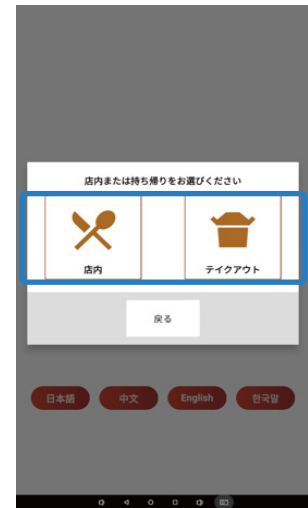 店内または持ち帰りをお選びください
店内
テイクアウト
戻る
日本語
中文
English
한국말